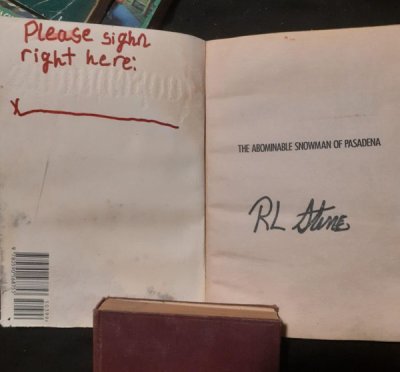 Please sighn
right here:
x
THE ABOMINABLE SNOWMAN OF PASADENA
RL Stine